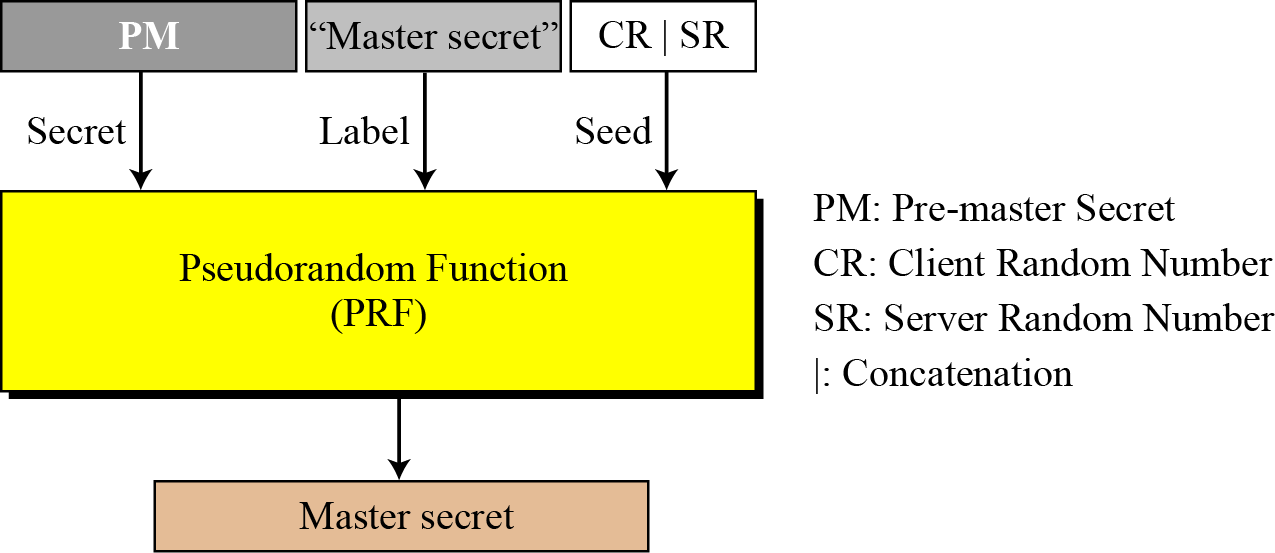 PM
“Master secret”
CR | SR
Secret
Label
Seed
Pseudorandom Function
(PRF)
PM: Pre-master Secret
CR: Client Random Number
SR: Server Random Number
|: Concatenation
Master secret